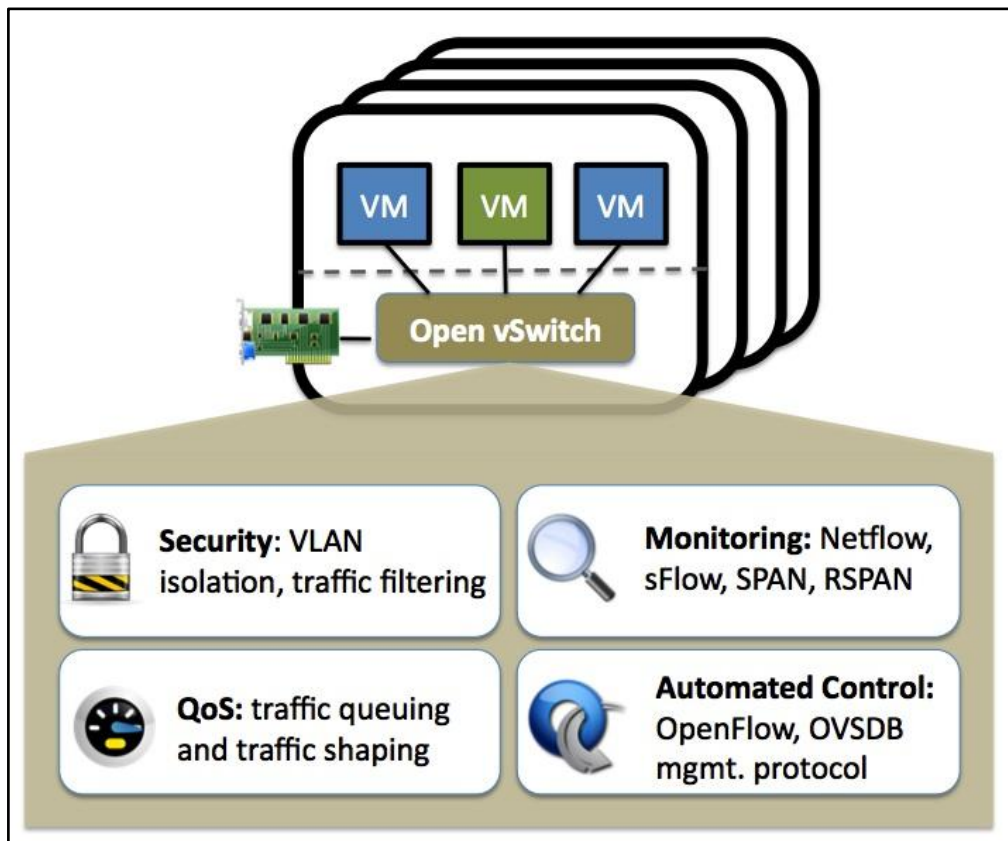 VM
VM
VM
Open vSwitch
Security: VLAN
isolation, traffic filtering
Monitoring: Netflow,
sFlow, SPAN, RSPAN
QoS: traffic queuing
and traffic shaping
Automated Control:
OpenFlow, OVSDB
mgmt. protocol